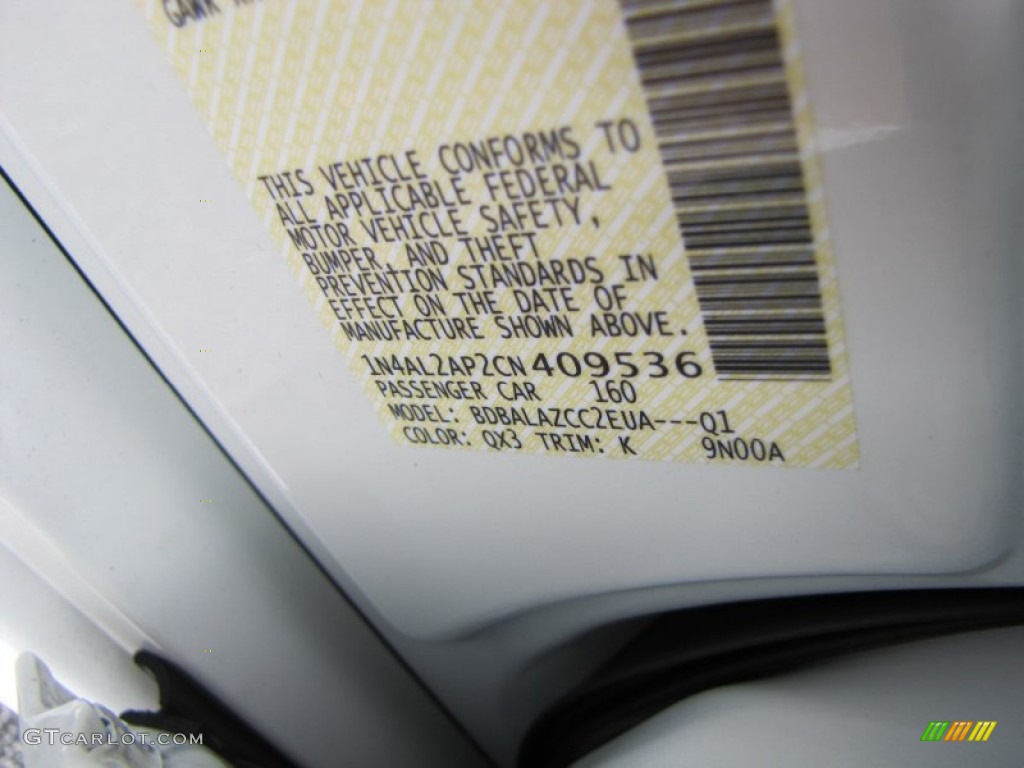 GAWR
THIS VEHICLE CONFORMS TO
ALL APPLICABLE FEDERAL
MOTOR VEHICLE SAFETY,
BUMPER, AND THEFT
PREVENTION STANDARDS IN
EFFECT ON THE DATE OF
MANUFACTURE SHOWN ABOVE.
1N4AL2AP2CN409536
PASSENGER CAR 160
MODEL: BDBALAZCC2EUA---Q1
COLOR: QX3 TRIM: K 9N00A
GTCARLOT.COM